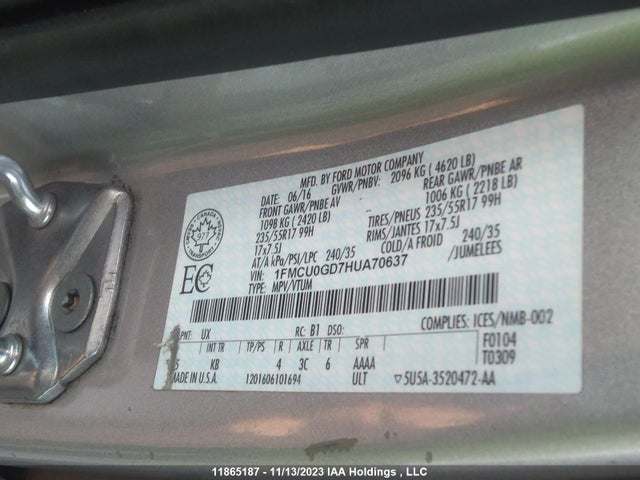 MFD. BY FORD MOTOR COMPANY
DATE: 06/16 GVWR/PNBV: 2096 KG ( 4620 LB)
FRONT GAWR/PNBE AV REAR GAWR/PNBE AR
1098 KG ( 2420 LB) 1006 KG ( 2218 LB)
235/55R17 99H TIRES/PNEUS 235/55R17 99H
17x7.5J RIMS/JANTES 17x7.5J
AT/A kPa/PSI/LPC 240/35 COLD/A FROID 240/35
VIN: 1FMCU0GD7HUA70637 /JUMELEES
TYPE: MPV/VTUM
CANADA
977
TRANSPORT
EC
COMPLIES: ICES/NMB-002
PNT: UX RC: B1 DSO: F0104
INT TR TP/PS R AXLE TR SPR T0309
5 KB 4 3C 6 AAAA
MADE IN U.S.A. 1201606101694 ULT ▽5U5A-3520472-AA
11865187 - 11/13/2023 IAA Holdings , LLC